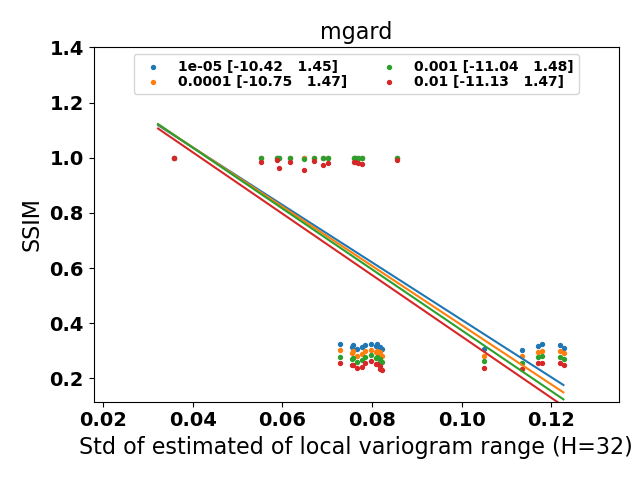 mgard
1e-05 [-10.42 1.45]
0.0001 [-10.75 1.47]
0.001 [-11.04 1.48]
0.01 [-11.13 1.47]
SSIM
1.4
1.2
1.0
0.8
0.6
0.4
0.2
0.02 0.04 0.06 0.08 0.10 0.12
Std of estimated of local variogram range (H=32)